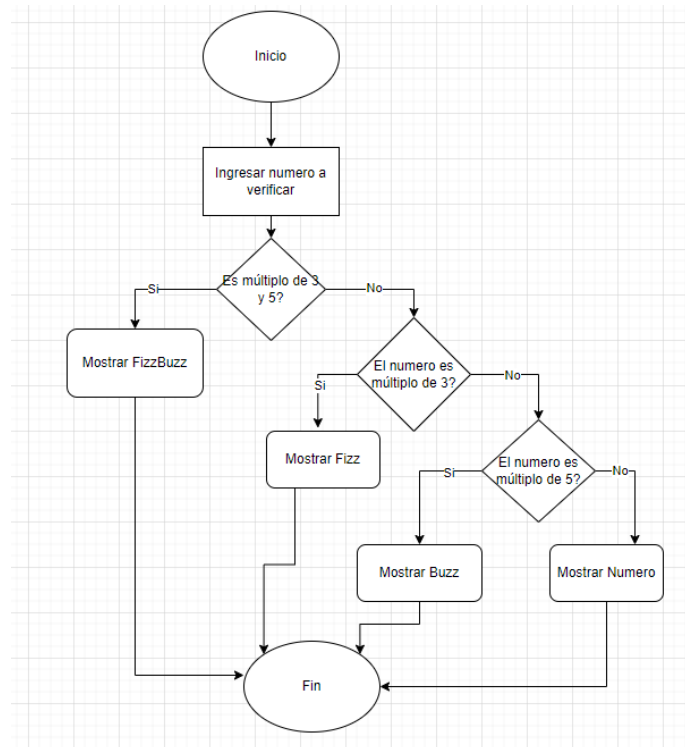 Inicio
Ingresar numero a
verificar
Es múltiplo de 3
y 5?
Si
No
Mostrar FizzBuzz
El numero es
múltiplo de 3?
Si
No
Mostrar Fizz
El numero es
múltiplo de 5?
Si
No
Mostrar Buzz
Mostrar Numero
Fin